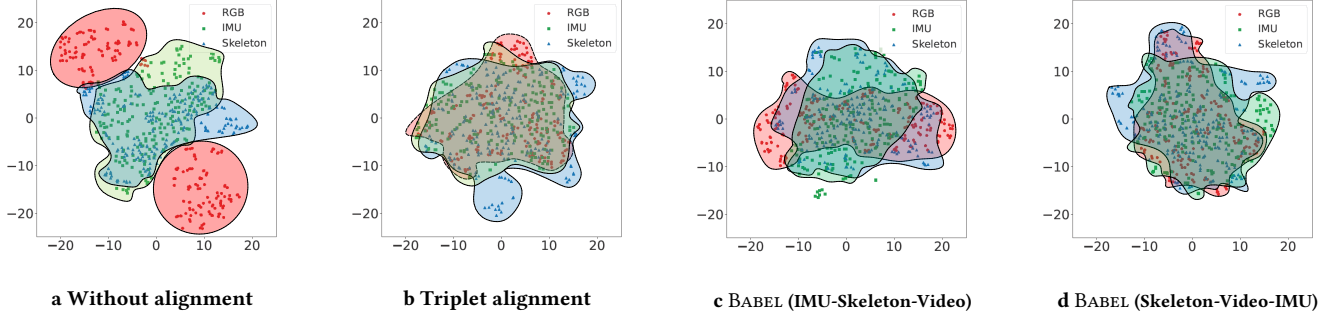 20
10
0
−10
−20
−20
−10
0
10
20
RGB
IMU
Skeleton
a Without alignment
20
10
0
−10
−20
−20
−10
0
10
20
RGB
IMU
Skeleton
b Triplet alignment
20
10
0
−10
−20
−20
−10
0
10
20
RGB
IMU
Skeleton
c BABEL (IMU-Skeleton-Video)
20
10
0
−10
−20
−20
−10
0
10
20
RGB
IMU
Skeleton
d BABEL (Skeleton-Video-IMU)